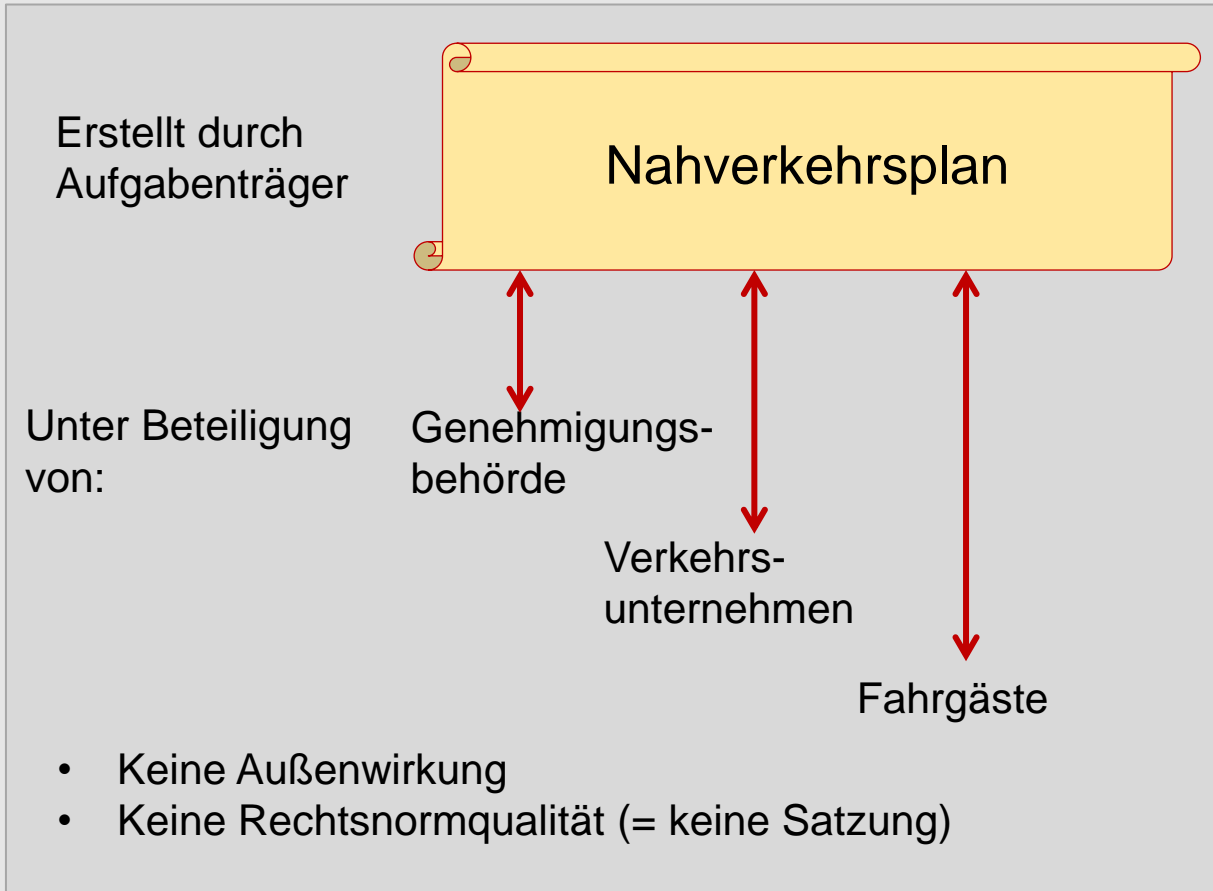 Erstellt durch
Aufgabenträger
Nahverkehrsplan
Unter Beteiligung
von:
Genehmigungs-
behörde
Verkehrs-
unternehmen
Fahrgäste
• Keine Außenwirkung
• Keine Rechtsnormqualität (= keine Satzung)